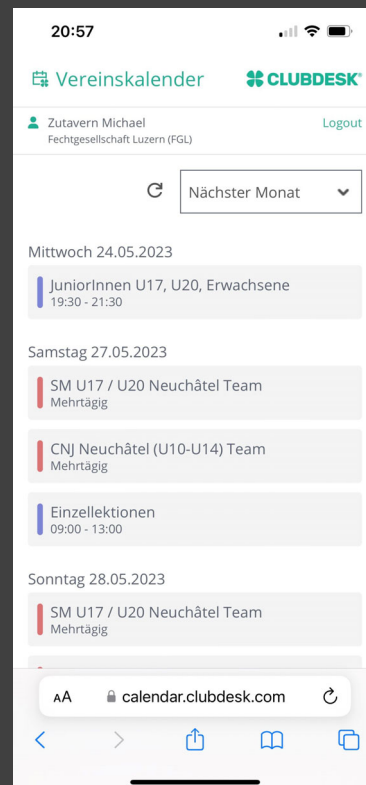 20:57
Vereinskalender
CLUBDESK®
Zutavern Michael
Logout
Fechtgesellschaft Luzern (FGL)
Nächster Monat
Mittwoch 24.05.2023
JuniorInnen U17, U20, Erwachsene
19:30 - 21:30
Samstag 27.05.2023
SM U17 / U20 Neuchâtel Team
Mehrtägig
CNJ Neuchâtel (U10-U14) Team
Mehrtägig
Einzellektionen
09:00 - 13:00
Sonntag 28.05.2023
SM U17 / U20 Neuchâtel Team
Mehrtägig
AA
calendar.clubdesk.com